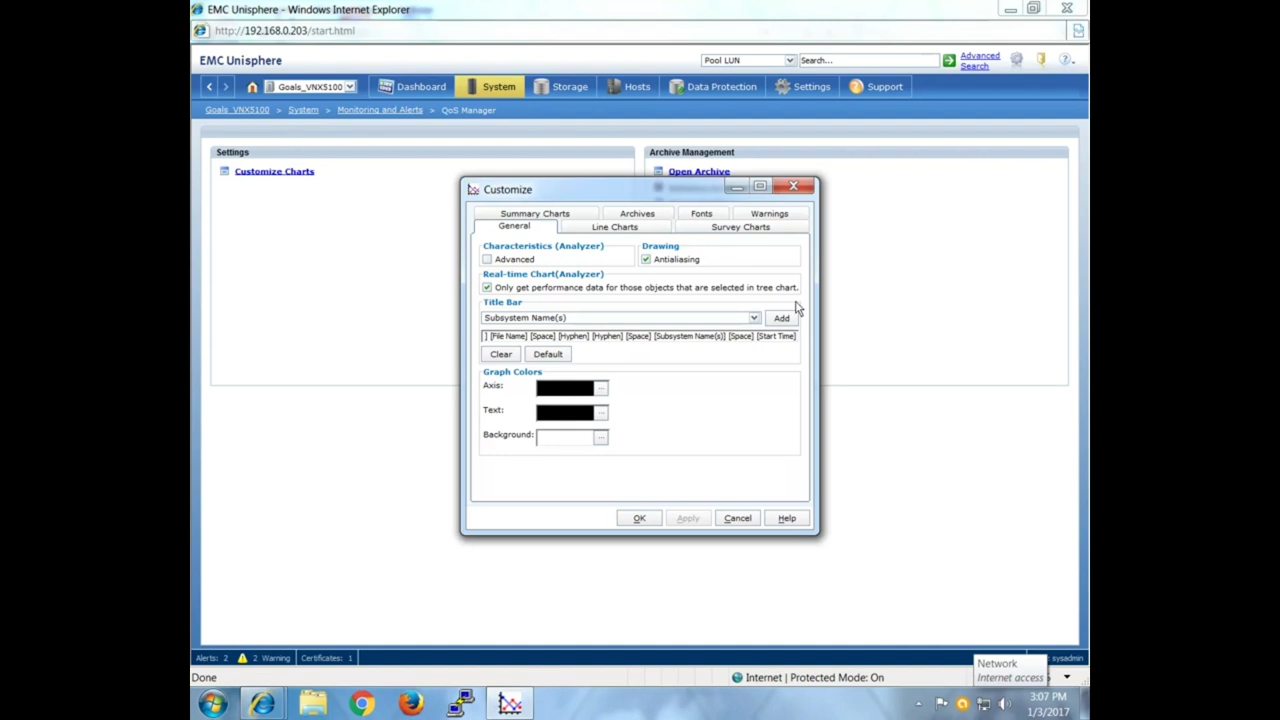 EMC Unisphere - Windows Internet Explorer
http://192.168.0.203/start.html
EMC Unisphere
Pool LUN
Search...
Advanced Search
Goals_VNX5100
Dashboard
System
Storage
Hosts
Data Protection
Settings
Support
Goals_VNX5100 > System > Monitoring and Alerts > QoS Manager
Settings
Customize Charts
Archive Management
Open Archive
Customize
Summary Charts
Archives
Fonts
Warnings
General
Line Charts
Survey Charts
Characteristics (Analyzer)
Advanced
Drawing
Antialiasing
Real-time Chart(Analyzer)
Only get performance data for those objects that are selected in tree chart.
Title Bar
Subsystem Name(s)
Add
] [File Name] [Space] [Hyphen] [Hyphen] [Space] [Subsystem Name(s)] [Space] [Start Time]
Clear
Default
Graph Colors
Axis:
...
Text:
...
Background:
...
OK
Apply
Cancel
Help
Alerts: 2
2 Warning
Certificates: 1
sysadmin
Network
Internet access
Done
Internet | Protected Mode: On
3:07 PM
1/3/2017